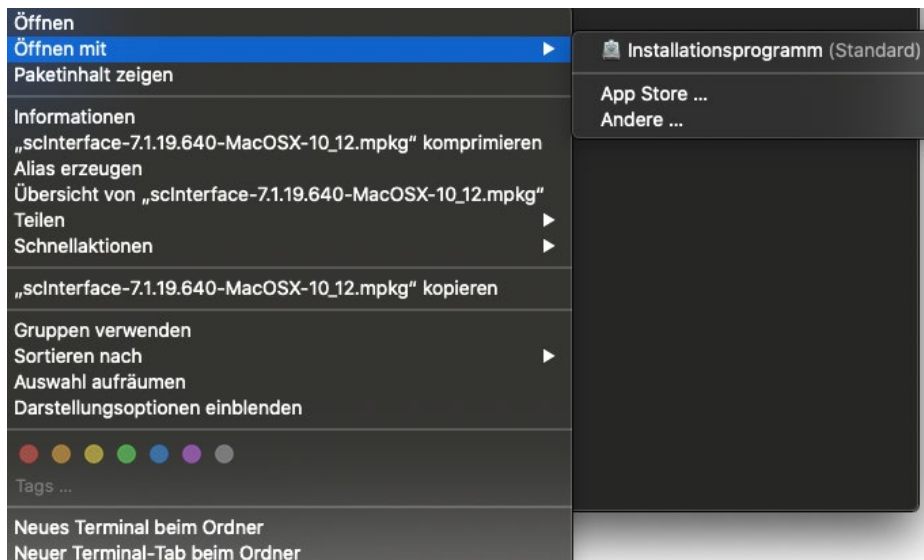 Öffnen
Öffnen mit
Paketinhalt zeigen
Informationen
„scInterface-7.1.19.640-MacOSX-10_12.mpkg“ komprimieren
Alias erzeugen
Übersicht von „scInterface-7.1.19.640-MacOSX-10_12.mpkg“
Teilen
Schnellaktionen
„scInterface-7.1.19.640-MacOSX-10_12.mpkg“ kopieren
Gruppen verwenden
Sortieren nach
Auswahl aufräumen
Darstellungsoptionen einblenden
Tags ...
Neues Terminal beim Ordner
Neuer Terminal-Tab beim Ordner
Installationsprogramm (Standard)
App Store ...
Andere ...